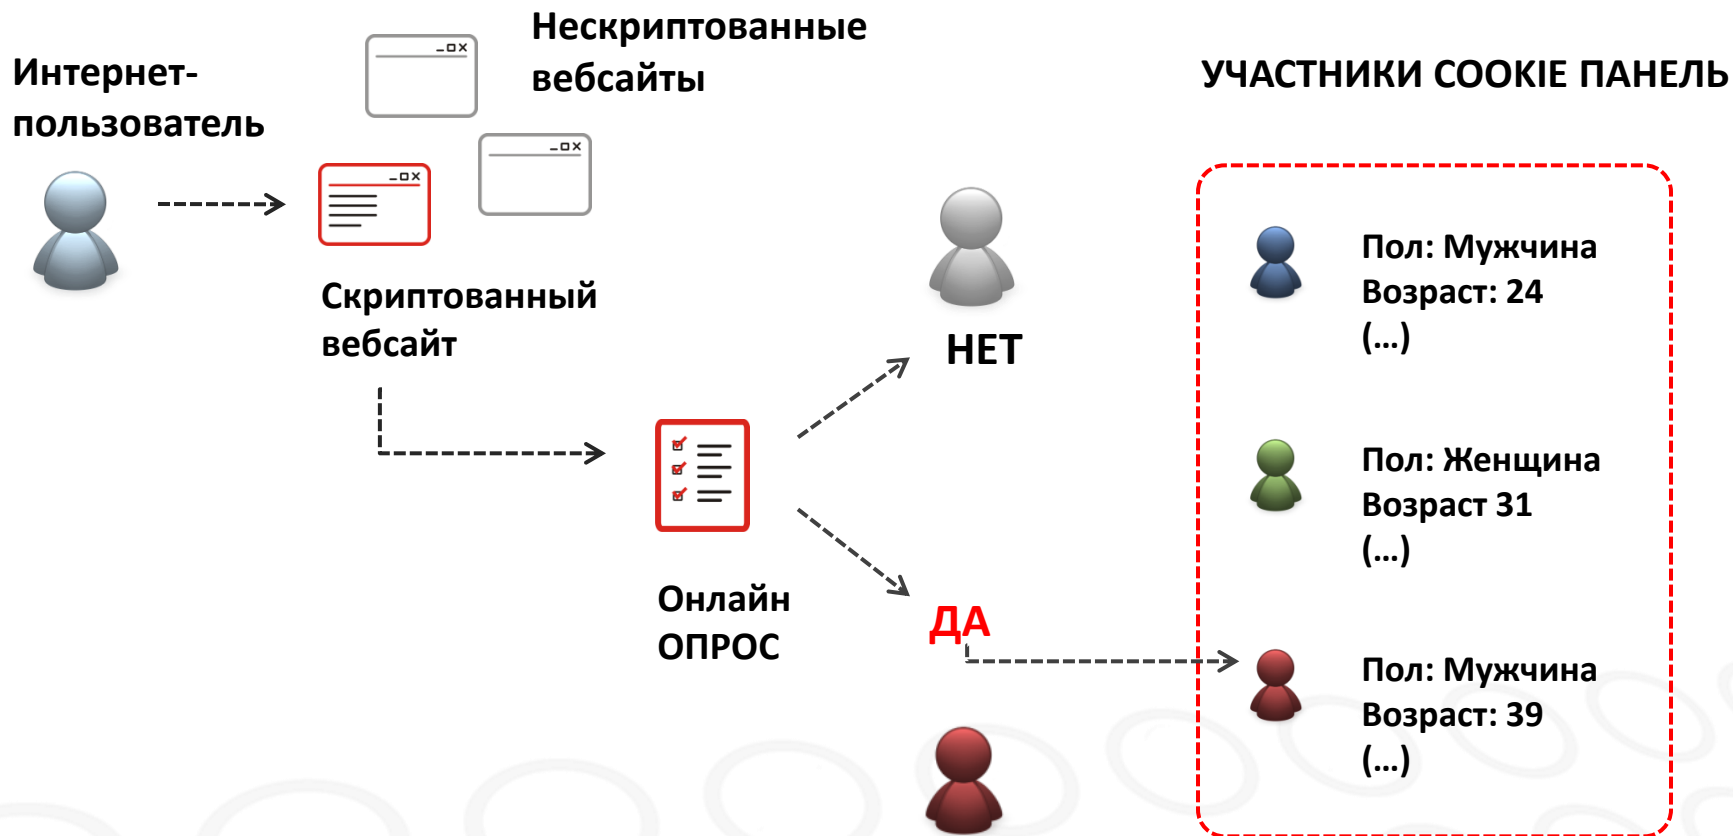 Интернет-
пользователь
Нескриптованные
вебсайты
УЧАСТНИКИ COOKIE ПАНЕЛЬ
Скриптованный
вебсайт
НЕТ
Онлайн
ОПРОС
ДА
Пол: Мужчина
Возраст: 24
(...)
Пол: Женщина
Возраст 31
(...)
Пол: Мужчина
Возраст: 39
(...)